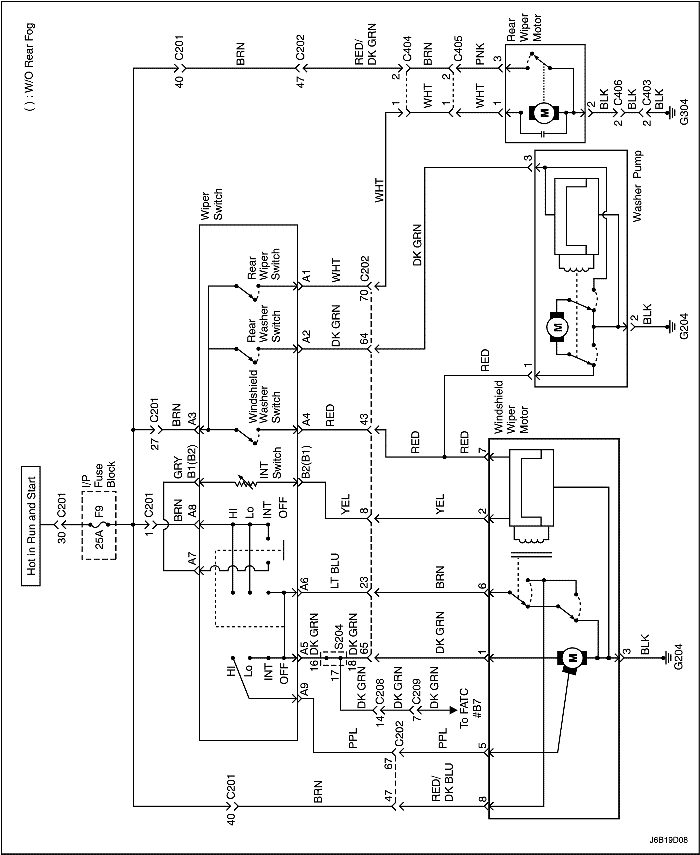 ( ) : W/O Rear Fog
C201
40
BRN
C202
47
RED/
DK GRN
C404
2
BRN
C405
2
PNK
3
Rear
Wiper
Motor
1
WHT
1
WHT
1
M
2
BLK
C406
2
BLK
C403
2
BLK
G304
WHT
Wiper
Switch
DK GRN
3
Washer Pump
M
2
BLK
G204
1
RED
Rear
Wiper
Switch
A1
WHT
C202
70
Rear
Washer
Switch
A2
DK GRN
64
Windshield
Washer
Switch
A4
RED
43
RED
RED
Windshield
Wiper
Motor
7
C201
27
BRN
A3
GRY
B1(B2)
INT
Switch
B2(B1)
YEL
8
YEL
2
Hot in Run and Start
C201
30
I/P
Fuse
Block
F9
25A
C201
1
BRN
A8
A7
HI
Lo
INT
OFF
A6
LT BLU
23
BRN
6
HI
Lo
INT
OFF
A5
DK GRN
16
S204
17
18
DK GRN
65
DK GRN
1
M
3
BLK
G204
A9
DK GRN
C208
14
DK GRN
C209
7
DK GRN
To FATC
#B7
PPL
C202
67
PPL
5
C201
40
BRN
47
RED/
DK BLU
8
J6B19D08